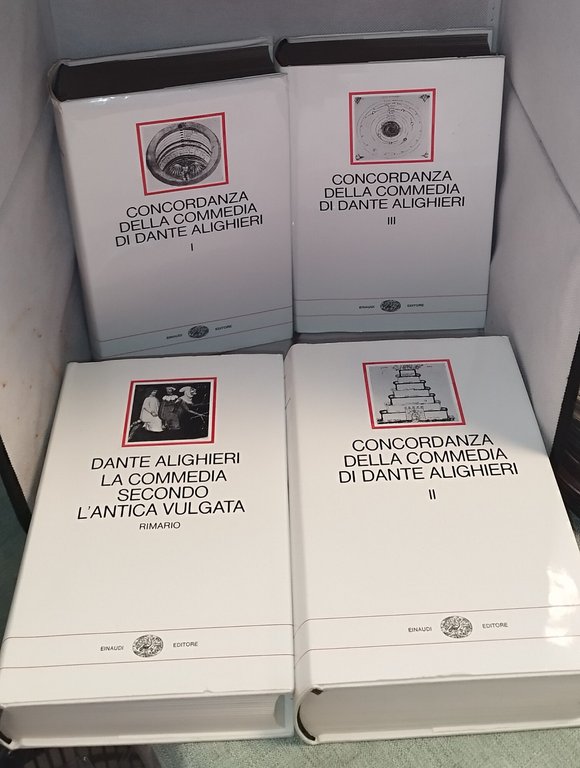 CONCORDANZA
DELLA COMMEDIA
DI DANTE ALIGHIERI
I
EINAUDI EDITORE
CONCORDANZA
DELLA COMMEDIA
DI DANTE ALIGHIERI
III
EINAUDI EDITORE
DANTE ALIGHIERI
LA COMMEDIA
SECONDO
L'ANTICA VULGATA
RIMARIO
EINAUDI EDITORE
CONCORDANZA
DELLA COMMEDIA
DI DANTE ALIGHIERI
II
EINAUDI EDITORE